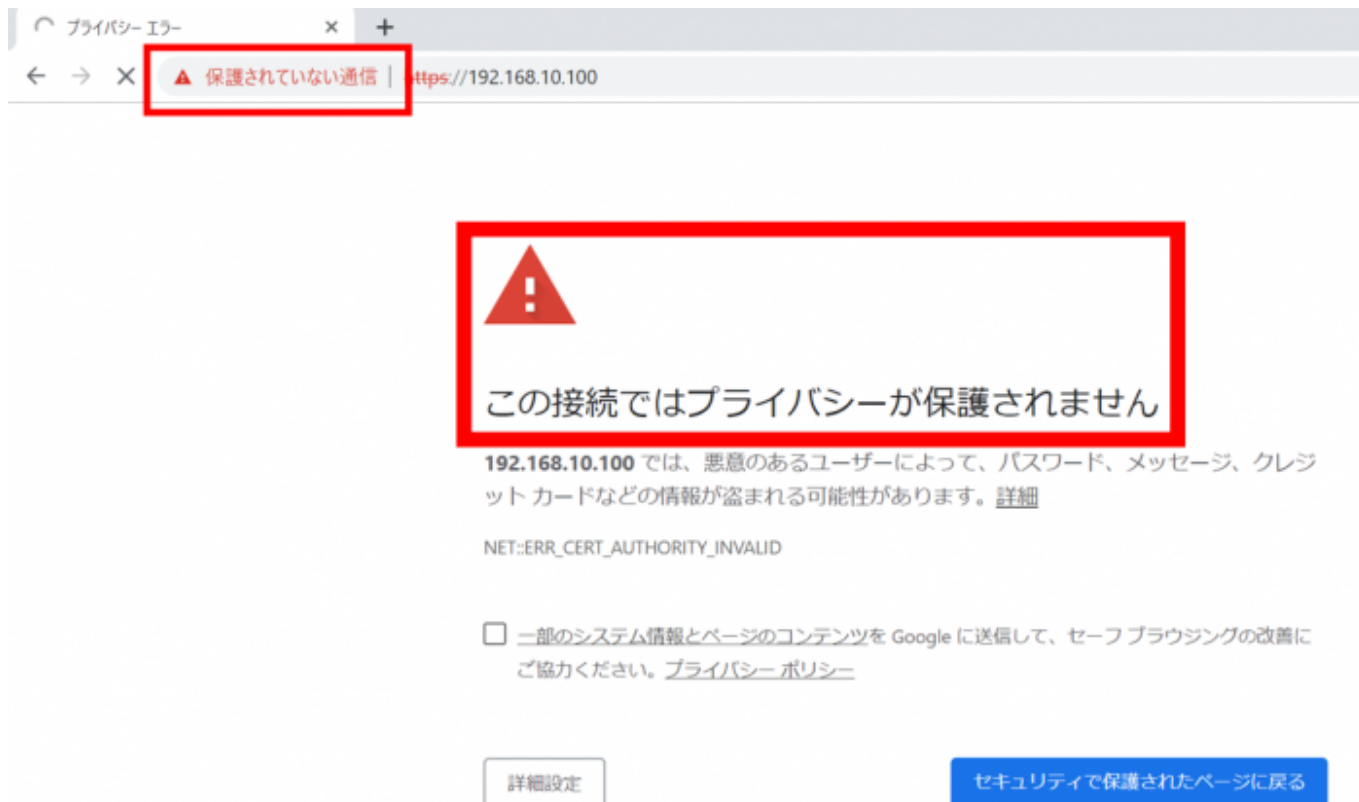 プライバシー エラー
保護されていない通信 | https://192.168.10.100
この接続ではプライバシーが保護されません
192.168.10.100 では、悪意のあるユーザーによって、パスワード、メッセージ、クレジ
ット カードなどの情報が盗まれる可能性があります。詳細
NET::ERR_CERT_AUTHORITY_INVALID
一部のシステム情報とページのコンテンツを Google に送信して、セーフ ブラウジングの改善に
ご協力ください。プライバシー ポリシー
詳細設定
セキュリティで保護されたページに戻る